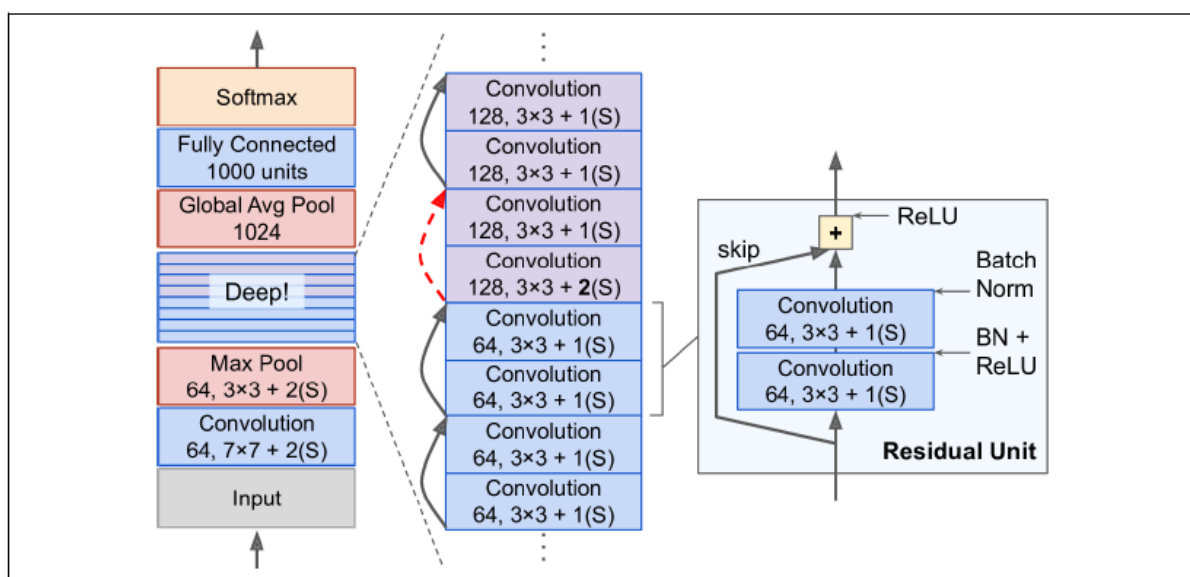 Softmax
Fully Connected
1000 units
Global Avg Pool
1024
Deep!
Max Pool
64, 3×3 + 2(S)
Convolution
64, 7×7 + 2(S)
Input
Convolution
128, 3×3 + 1(S)
Convolution
128, 3×3 + 1(S)
Convolution
128, 3×3 + 1(S)
Convolution
128, 3×3 + 2(S)
Convolution
64, 3×3 + 1(S)
Convolution
64, 3×3 + 1(S)
Convolution
64, 3×3 + 1(S)
Convolution
64, 3×3 + 1(S)
+
ReLU
skip
Batch
Norm
Convolution
64, 3×3 + 1(S)
BN +
ReLU
Convolution
64, 3×3 + 1(S)
Residual Unit